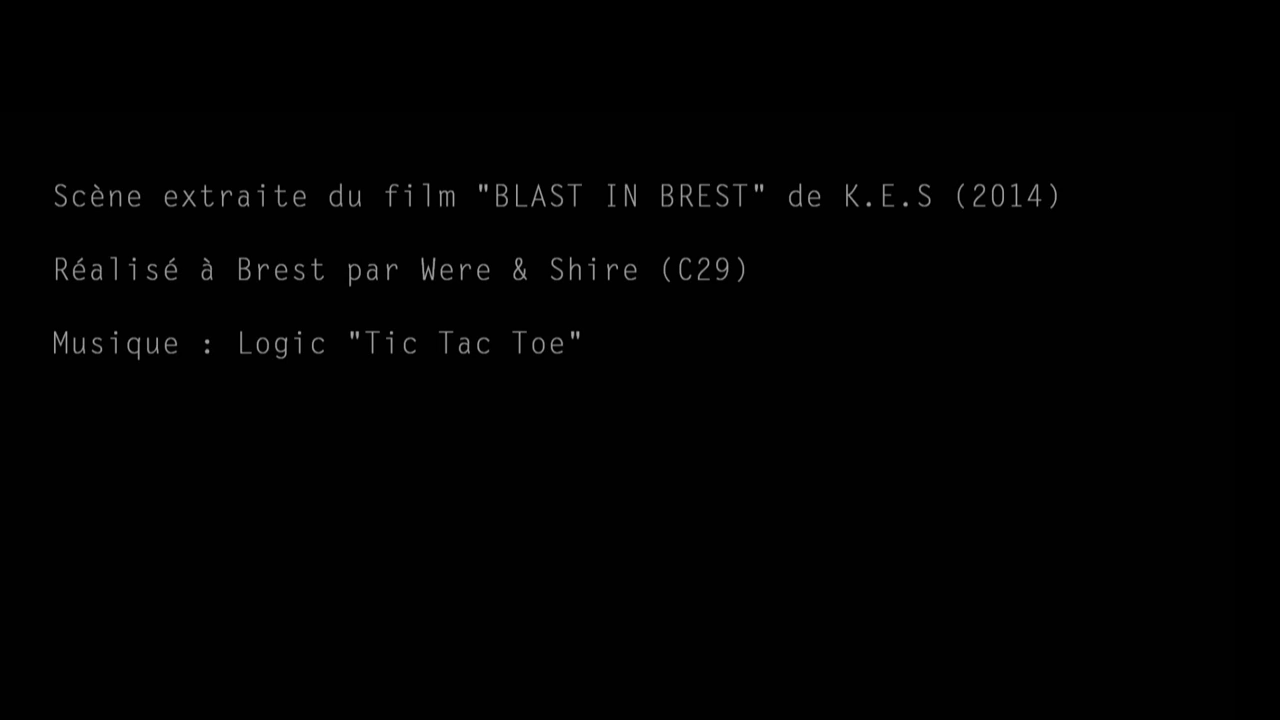 Scène extraite du film "BLAST IN BREST" de K.E.S (2014)
Réalisé à Brest par Were & Shire (C29)
Musique : Logic "Tic Tac Toe"